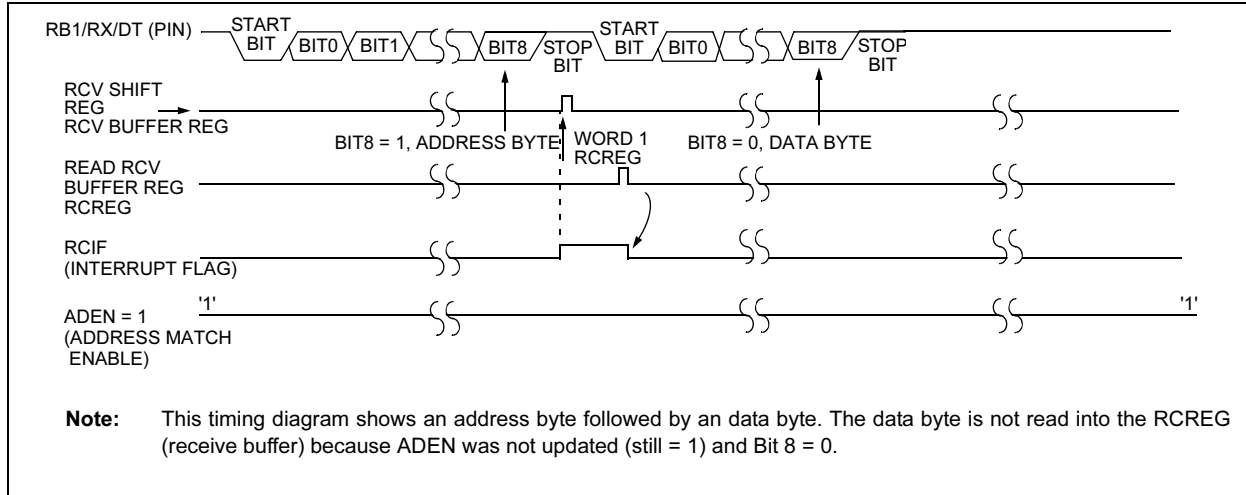 RB1/RX/DT (PIN)
START
BIT
BIT0
BIT1
BIT8
STOP
BIT
START
BIT
BIT0
BIT8
STOP
BIT
RCV SHIFT
REG
RCV BUFFER REG
BIT8 = 1, ADDRESS BYTE
WORD 1
RCREG
BIT8 = 0, DATA BYTE
READ RCV
BUFFER REG
RCREG
RCIF
(INTERRUPT FLAG)
'1'
'1'
ADEN = 1
(ADDRESS MATCH
ENABLE)
Note: This timing diagram shows an address byte followed by an data byte. The data byte is not read into the RCREG
(receive buffer) because ADEN was not updated (still = 1) and Bit 8 = 0.